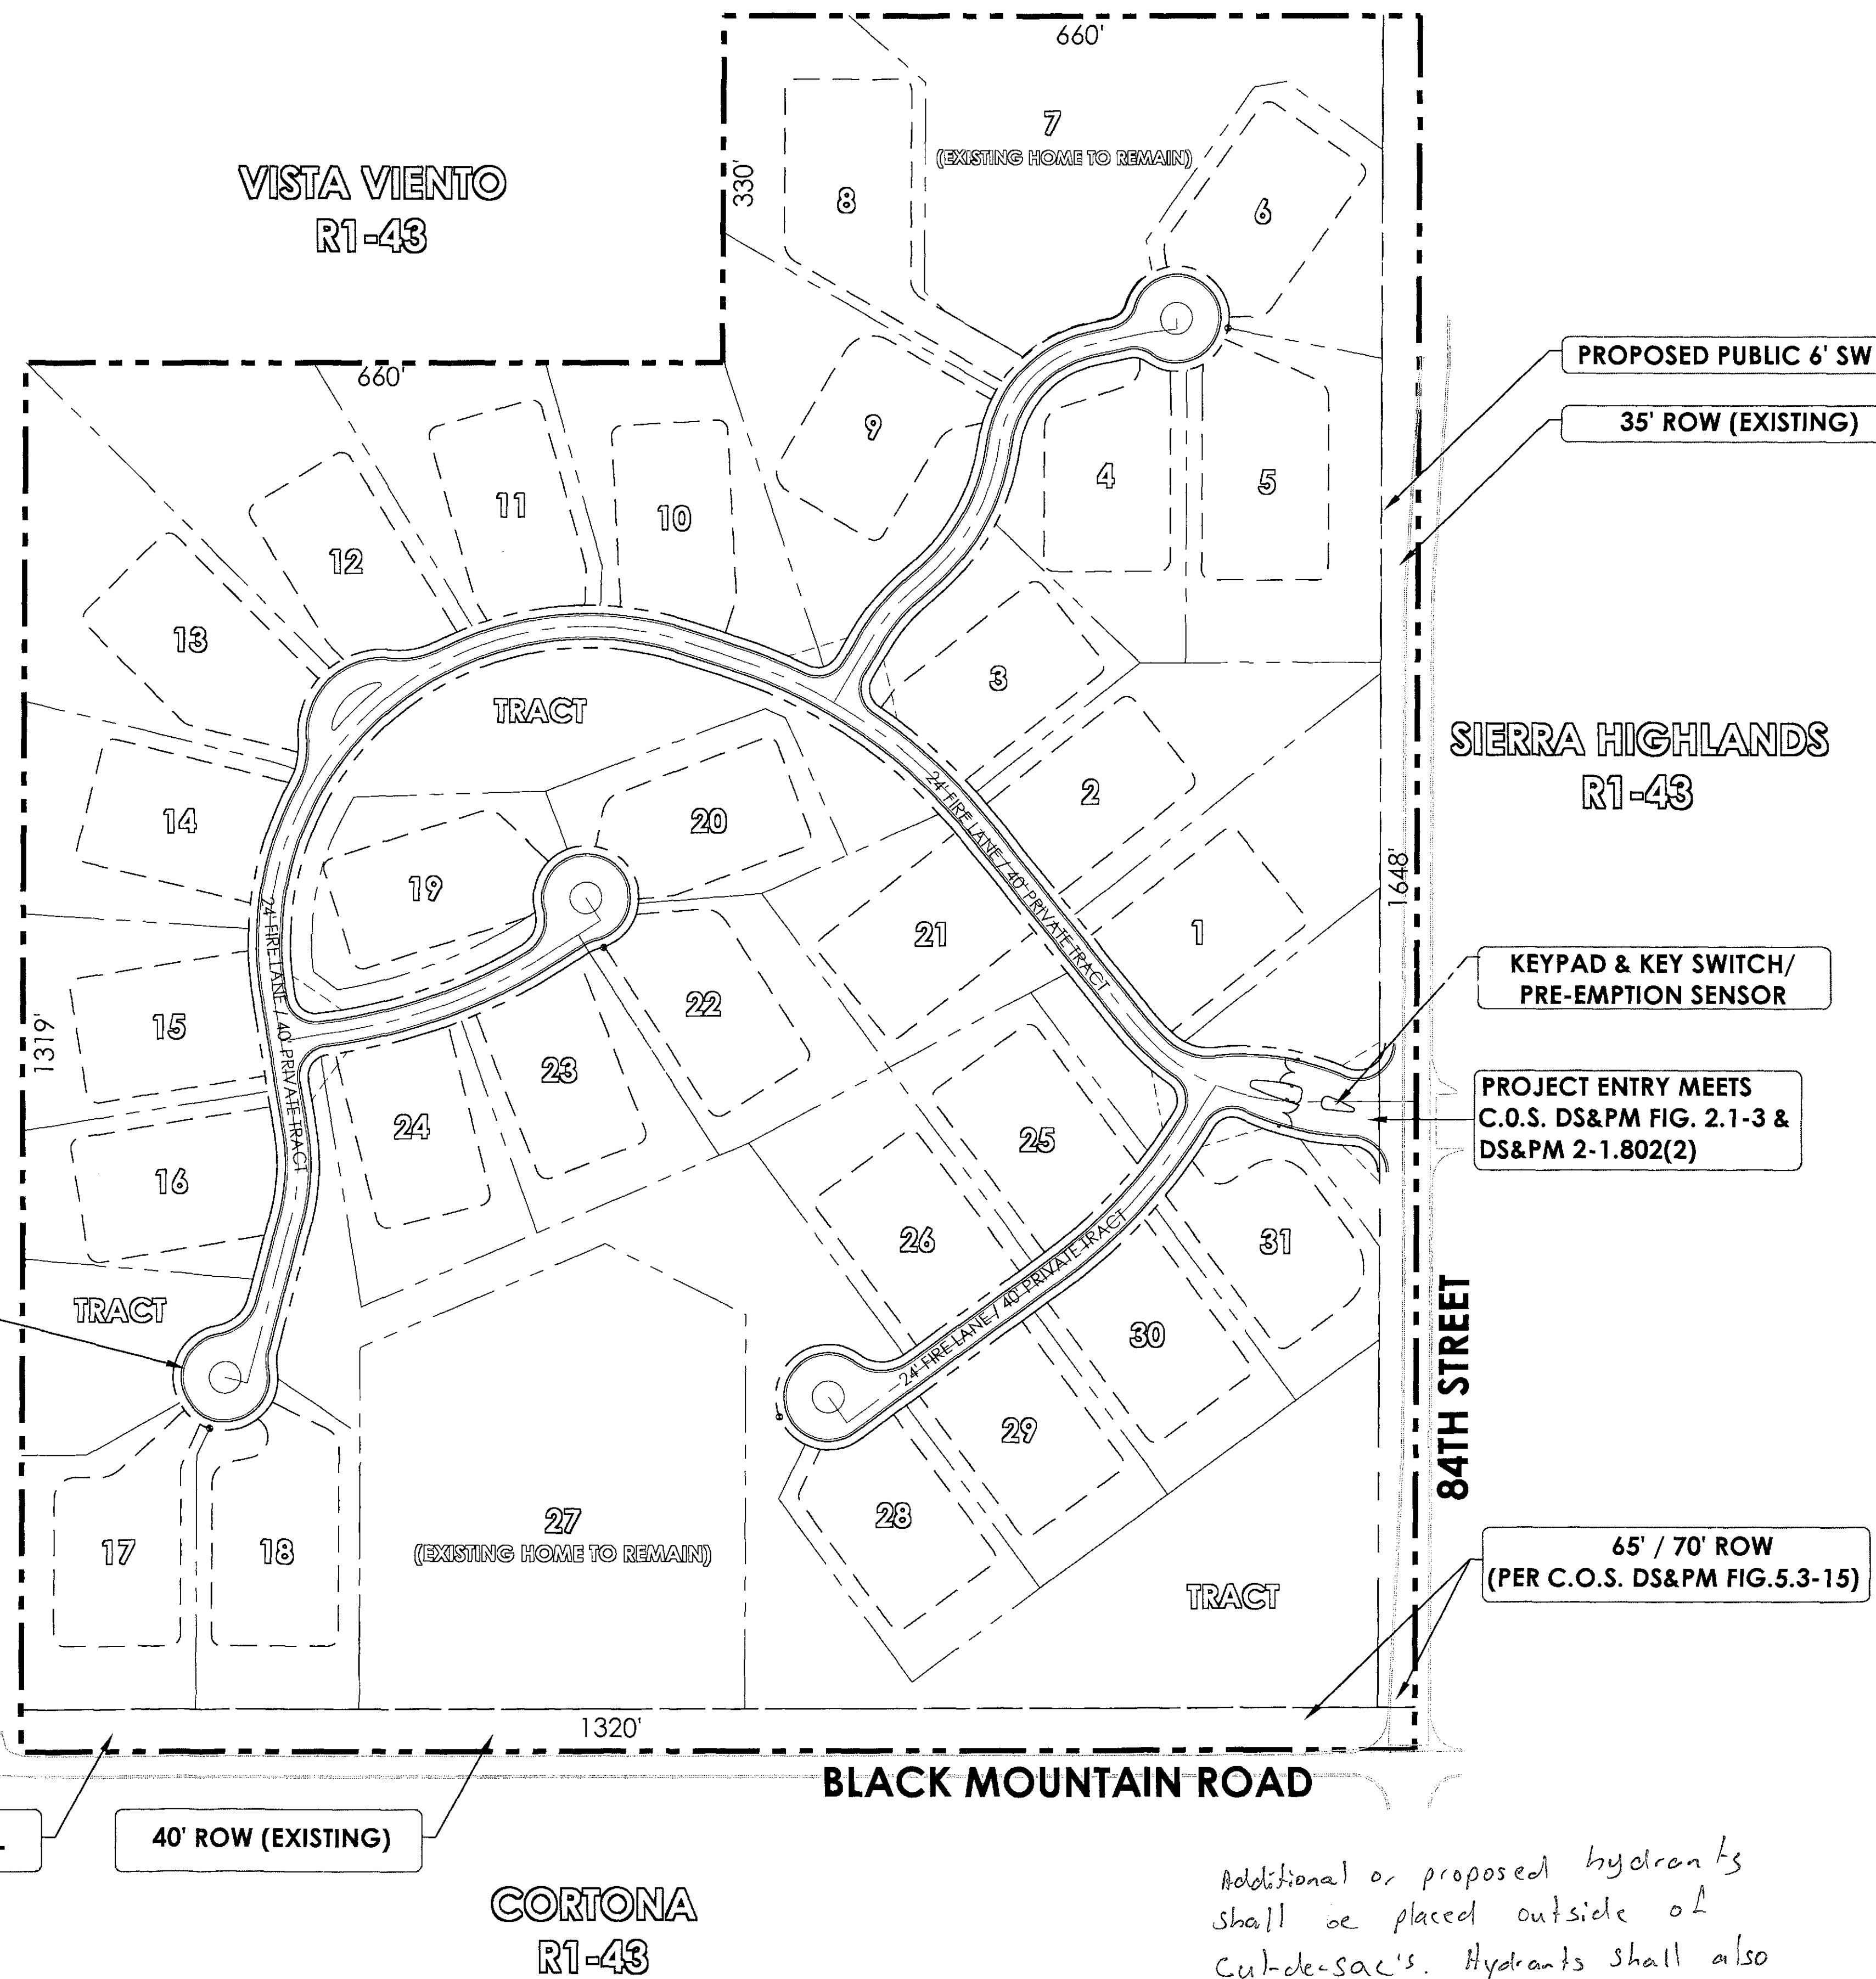 660'
VISTA VIENTO
R1-43
330'
7
(EXISTING HOME TO REMAIN)
8
6
PROPOSED PUBLIC 6' SW
35' ROW (EXISTING)
660'
9
4
5
11
10
12
13
3
TRACT
SIERRA HIGHLANDS
R1-43
2
14
20
24' FIRE LANE / 40' PRIVATE TRACT
1648'
19
21
1
24' FIRE LANE / 40' PRIVATE TRACT
KEYPAD & KEY SWITCH/
PRE-EMPTION SENSOR
22
15
1319'
23
PROJECT ENTRY MEETS
C.O.S. DS&PM FIG. 2.1-3 &
DS&PM 2-1.802(2)
24
25
16
26
31
24' FIRE LANE / 40' PRIVATE TRACT
TRACT
30
84TH STREET
29
28
27
(EXISTING HOME TO REMAIN)
17
18
65' / 70' ROW
(PER C.O.S. DS&PM FIG.5.3-15)
TRACT
1320'
BLACK MOUNTAIN ROAD
40' ROW (EXISTING)
CORTONA
R1-43
Additional or proposed hydrants
shall be placed outside of
Cul-de-sac's. Hydrants shall also